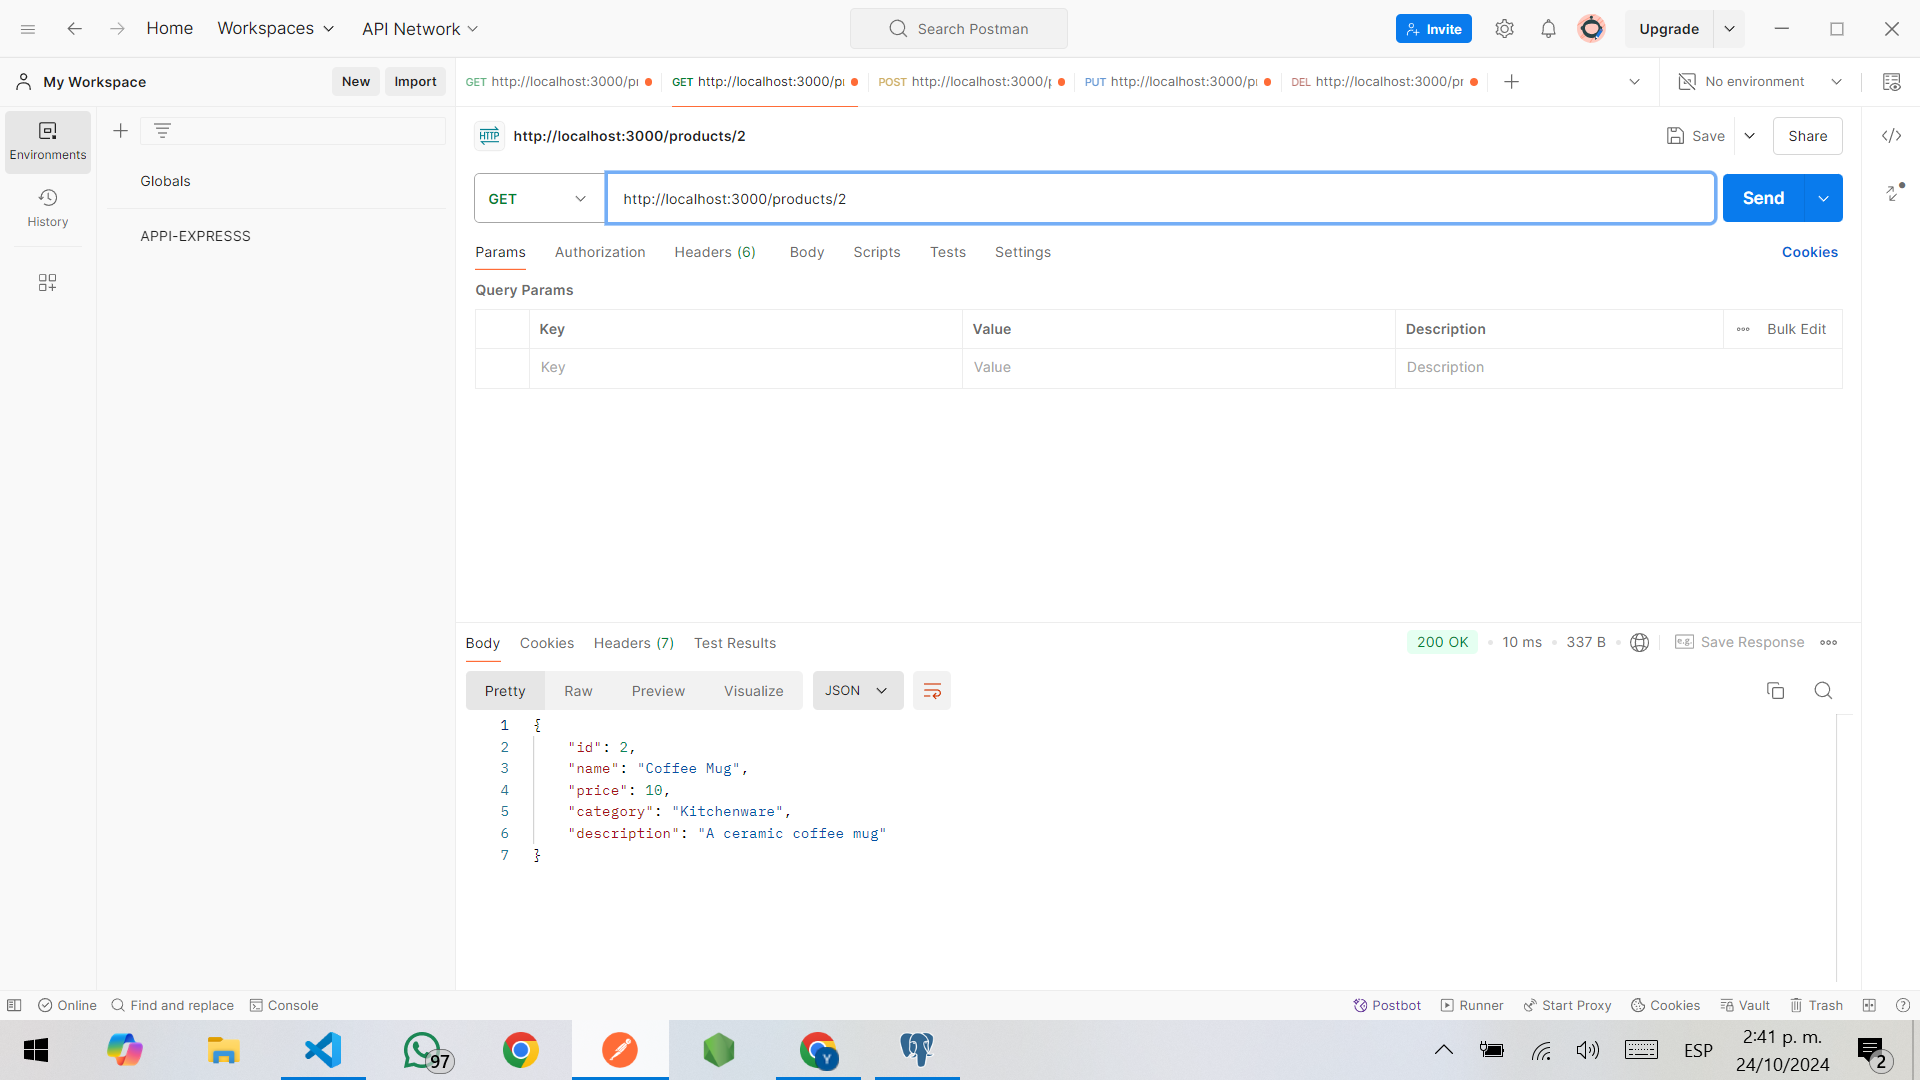 Home Workspaces API Network Search Postman Invite Upgrade
My Workspace New Import GET http://localhost:3000/pr GET http://localhost:3000/pr POST http://localhost:3000/p PUT http://localhost:3000/pr DEL http://localhost:3000/pr No environment
Environments
History
Globals
APPI-EXPRESSS
HTTP http://localhost:3000/products/2 Save Share
GET http://localhost:3000/products/2 Send
Params Authorization Headers (6) Body Scripts Tests Settings Cookies
Query Params
Key Value Description Bulk Edit
Key Value Description
Body Cookies Headers (7) Test Results 200 OK 10 ms 337 B e.g. Save Response
Pretty Raw Preview Visualize JSON
1 {
2 "id": 2,
3 "name": "Coffee Mug",
4 "price": 10,
5 "category": "Kitchenware",
6 "description": "A ceramic coffee mug"
7 }
Online Find and replace Console Postbot Runner Start Proxy Cookies Vault Trash
97 Y ESP 2:41 p. m.
24/10/2024 2